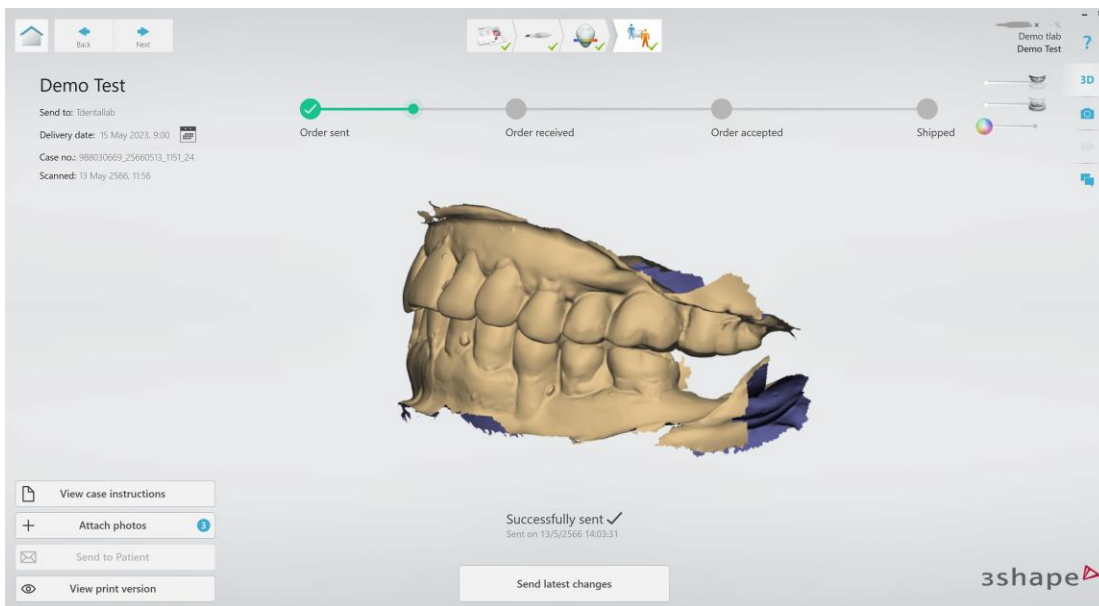 Back
Next
Demo tlab
Demo Test
?
Demo Test
Send to: Tdentallab
Delivery date: 15 May 2023, 9:00
Case no.: 988030669_25660513_1151_24
Scanned: 13 May 2566, 11:56
Order sent
Order received
Order accepted
Shipped
3D
View case instructions
Attach photos 3
Send to Patient
View print version
Successfully sent
Sent on 13/5/2566 14:03:31
Send latest changes
3shape